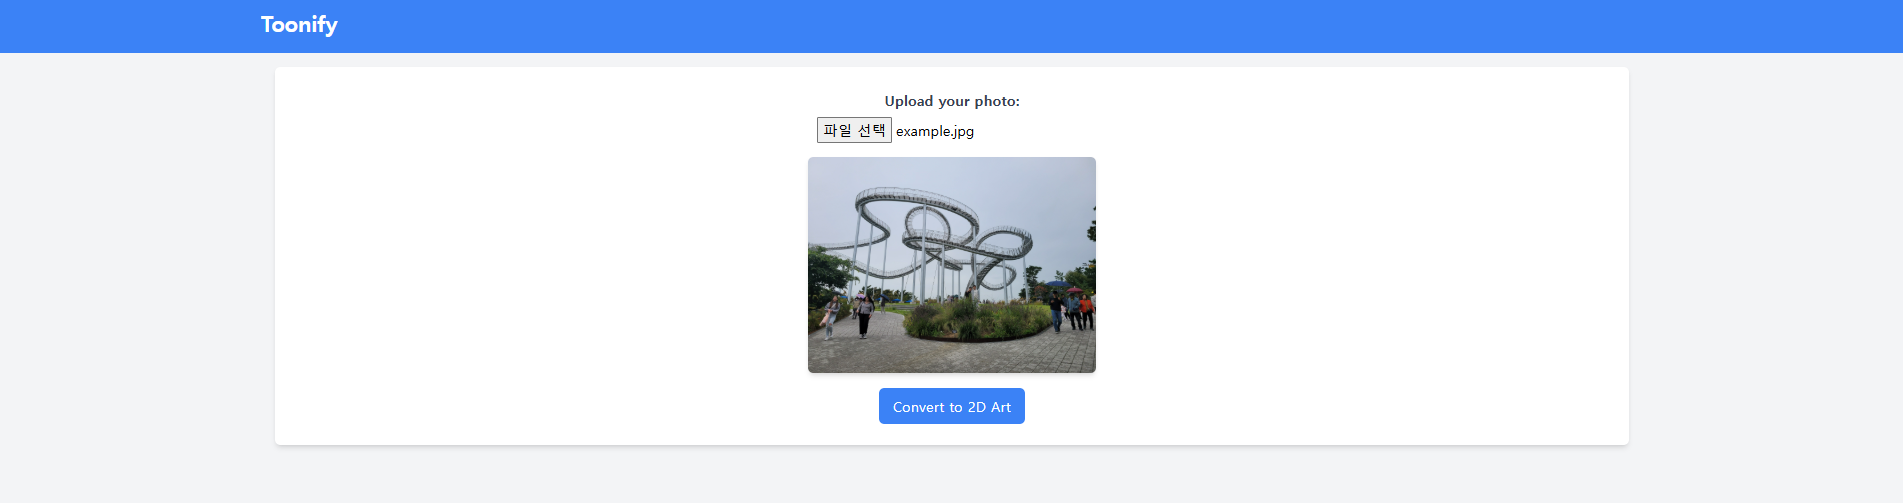 Toonify
Upload your photo:
파일 선택 example.jpg
Convert to 2D Art